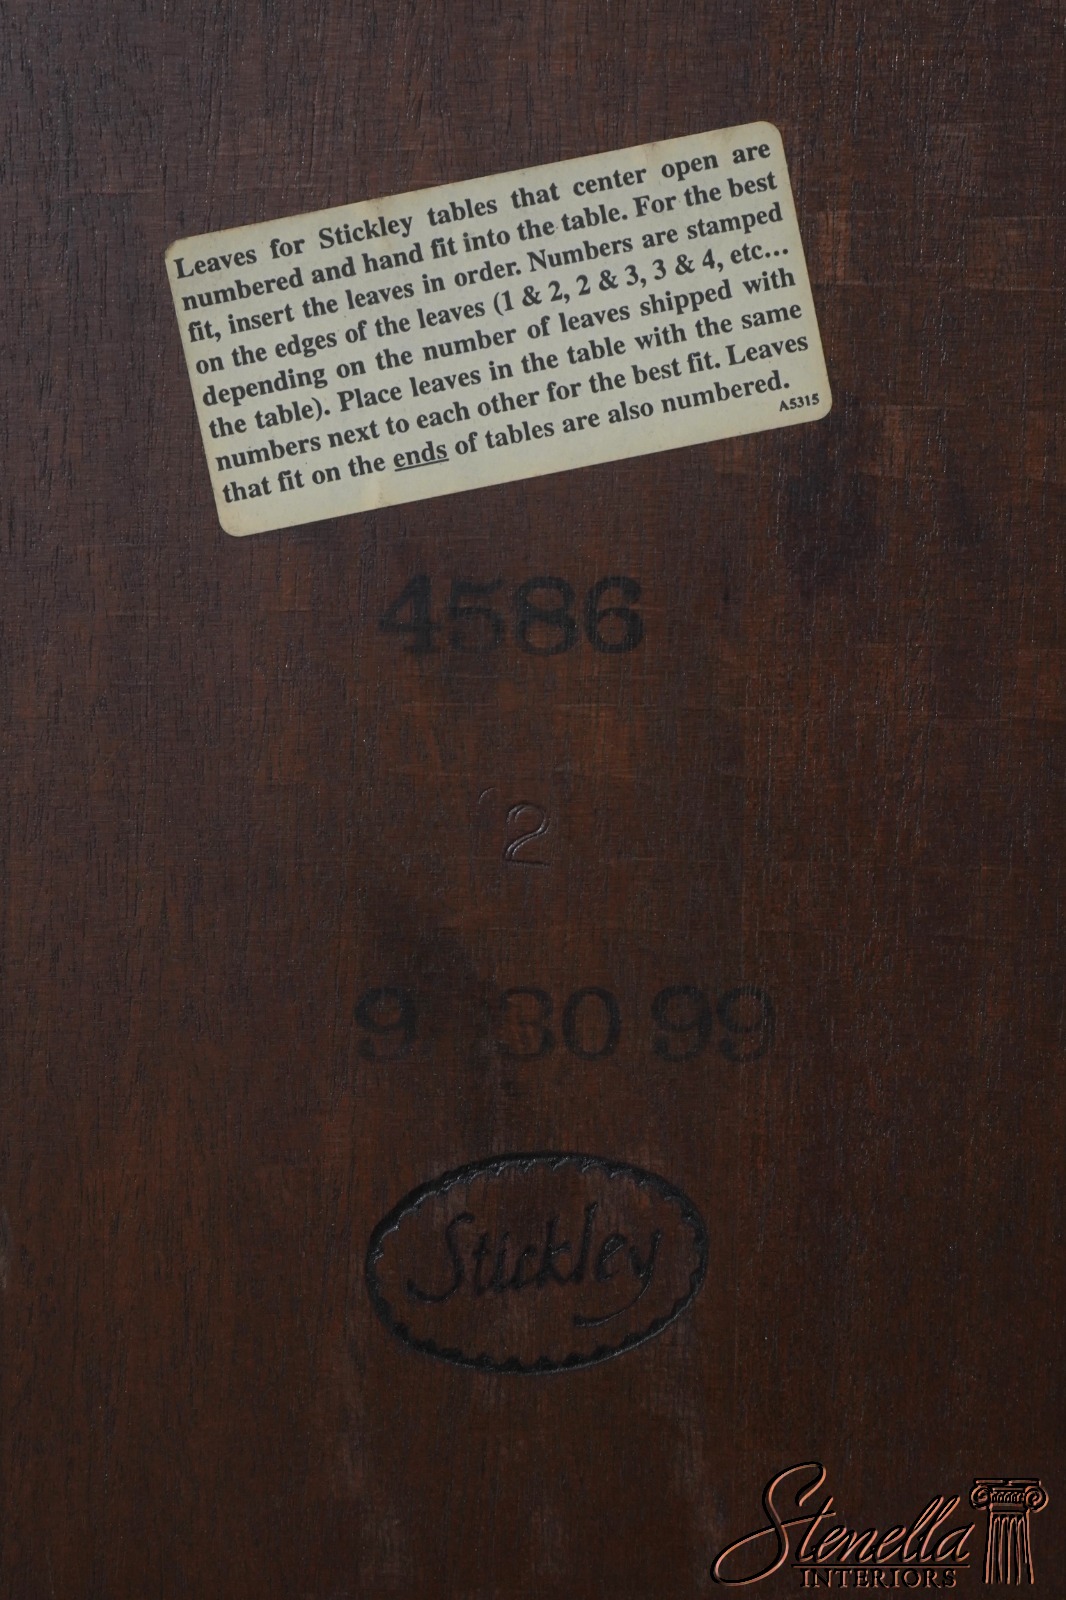 Leaves for Stickley tables that center open are
numbered and hand fit into the table. For the best
fit, insert the leaves in order. Numbers are stamped
on the edges of the leaves (1 & 2, 2 & 3, 3 & 4, etc...
depending on the number of leaves shipped with
the table). Place leaves in the table with the same
numbers next to each other for the best fit. Leaves
that fit on the ends of tables are also numbered.
A5315
4586
2
9 30 99
Stickley
Stenella
INTERIORS